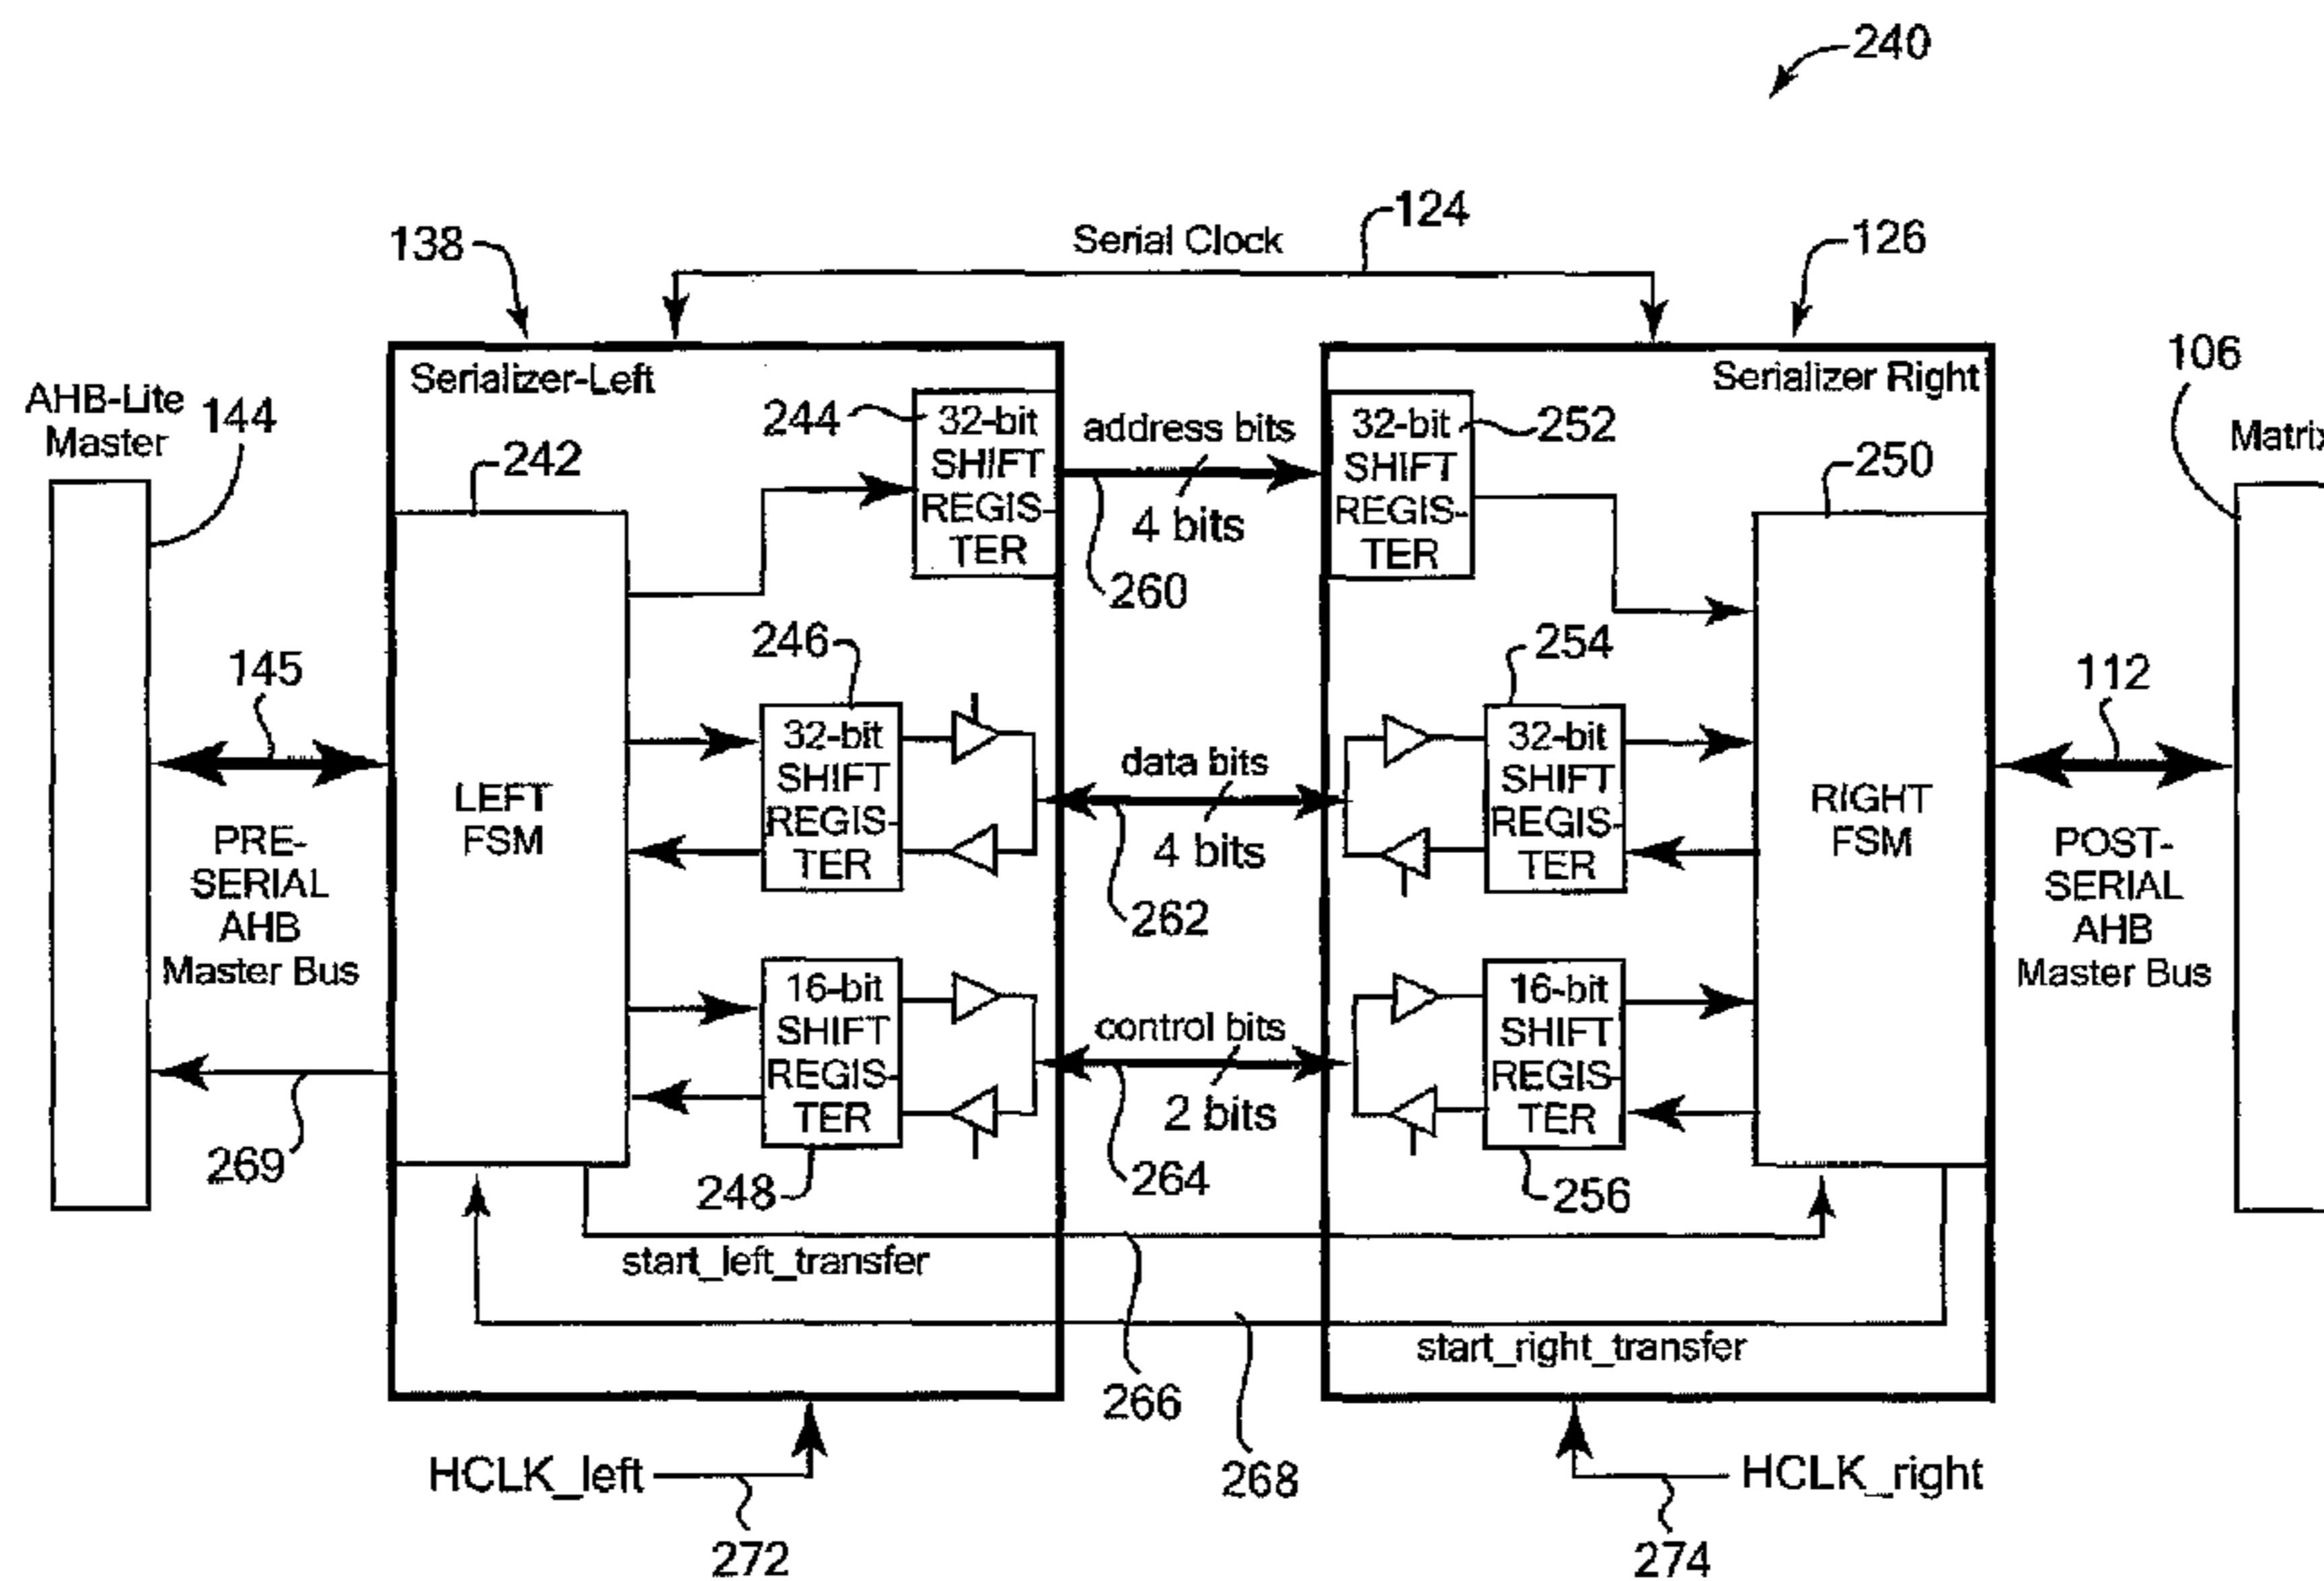 240
124
Serial Clock
138
126
Serializer-Left
Serializer Right
106
AHB-Lite
Master
144
Matrix
242
244
32-bit
SHIFT
REGIS-
TER
address bits
4 bits
260
32-bit
SHIFT
REGIS-
TER
252
250
145
PRE-
SERIAL
AHB
Master Bus
LEFT
FSM
246
32-bit
SHIFT
REGIS-
TER
data bits
4 bits
262
254
32-bit
SHIFT
REGIS-
TER
RIGHT
FSM
112
POST-
SERIAL
AHB
Master Bus
269
16-bit
SHIFT
REGIS-
TER
248
control bits
2 bits
264
16-bit
SHIFT
REGIS-
TER
256
start_left_transfer
start_right_transfer
266
268
HCLK_left
272
HCLK_right
274